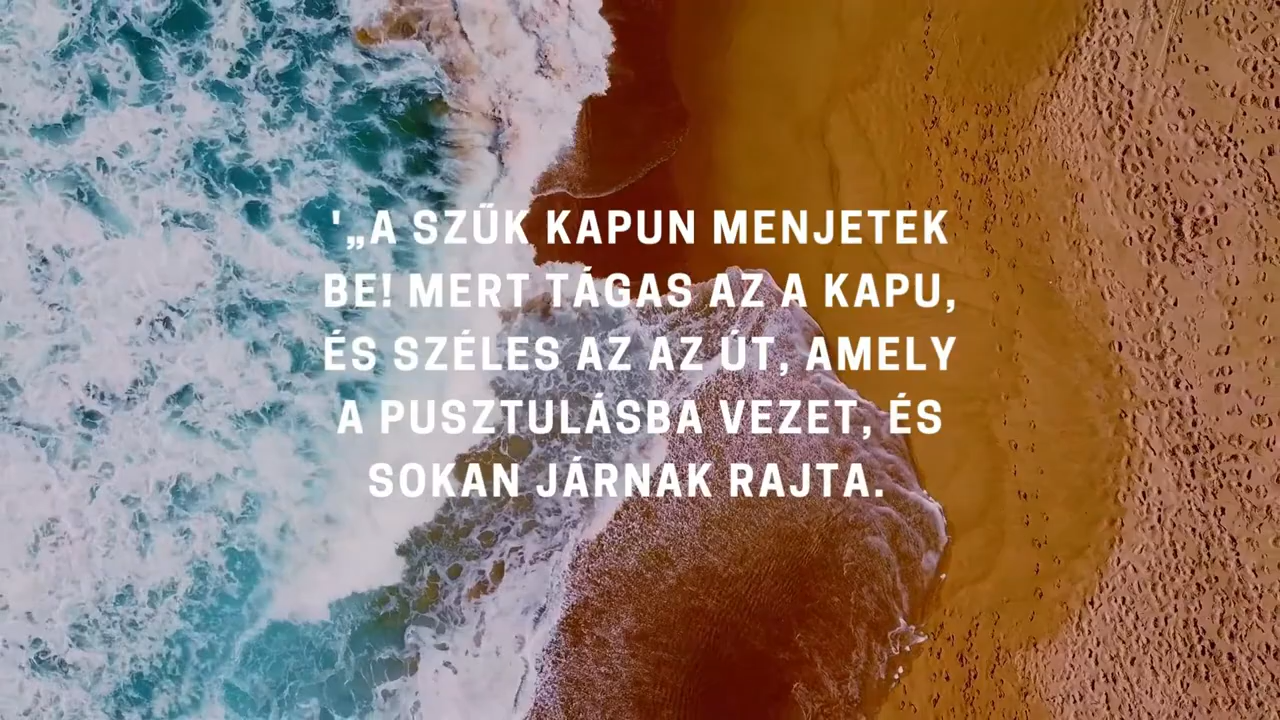 '„A SZŰK KAPUN MENJETEK
BE! MERT TÁGAS AZ A KAPU,
ÉS SZÉLES AZ AZ ÚT, AMELY
A PUSZTULÁSBA VEZET, ÉS
SOKAN JÁRNAK RAJTA.